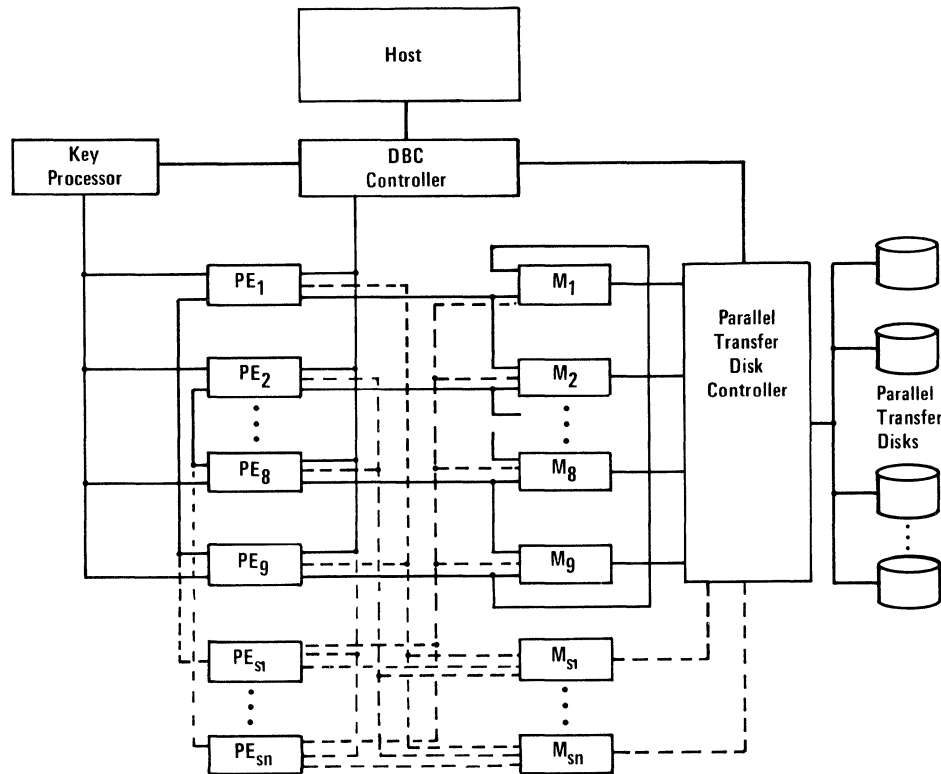 Host
Key
Processor
DBC
Controller
PE1
M1
PE2
M2
PE8
M8
PE9
M9
PEs1
Ms1
PEsn
Msn
Parallel
Transfer
Disk
Controller
Parallel
Transfer
Disks